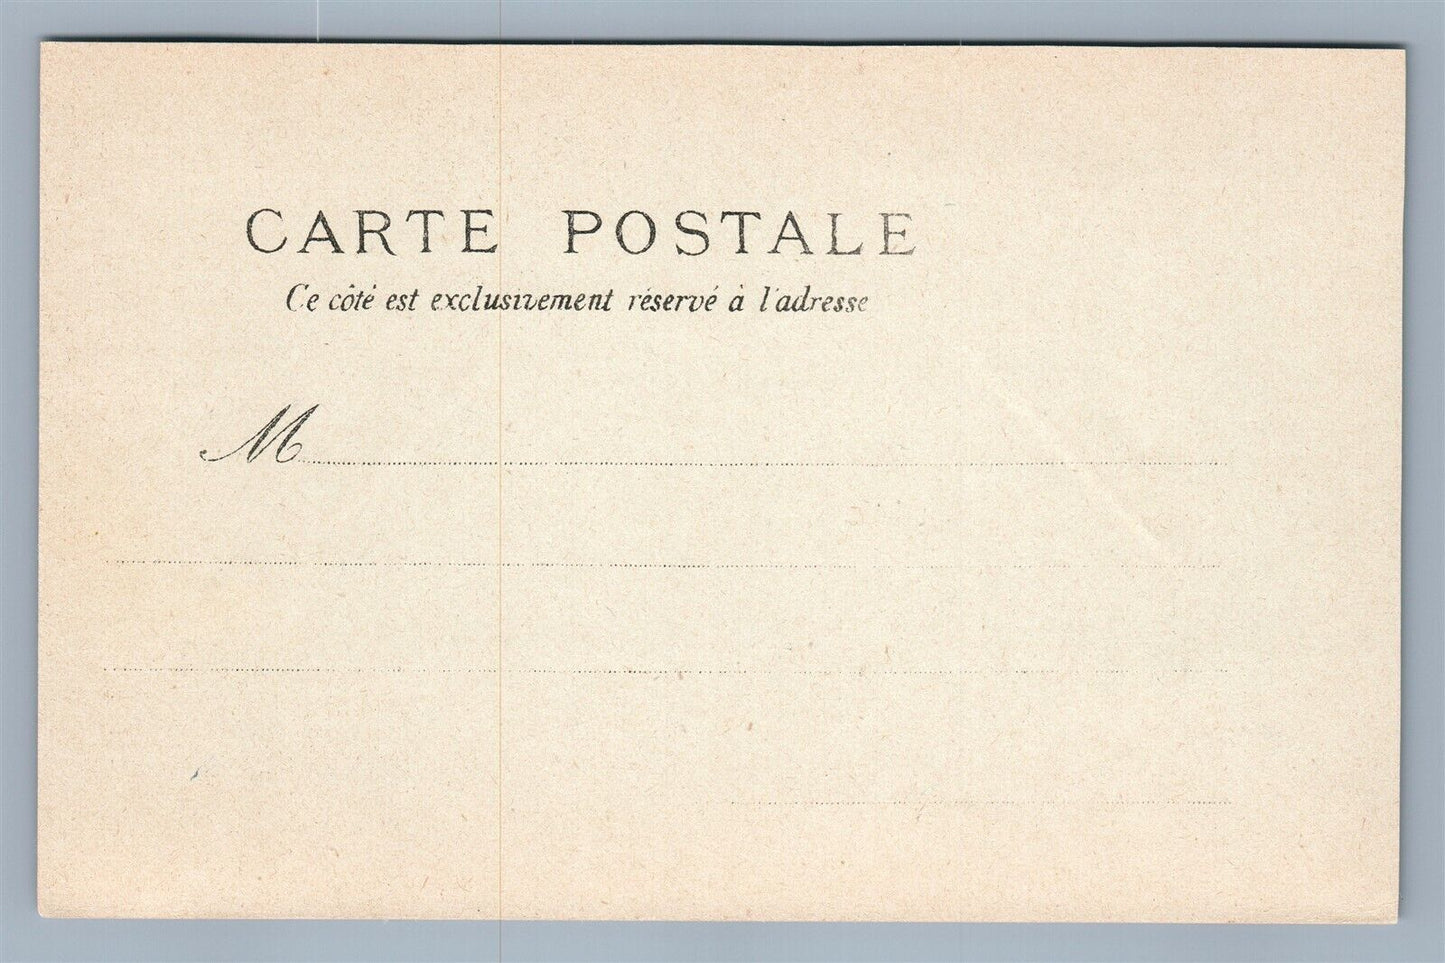 CARTE POSTALE
Ce côté est exclusivement réservé à l'adresse
M